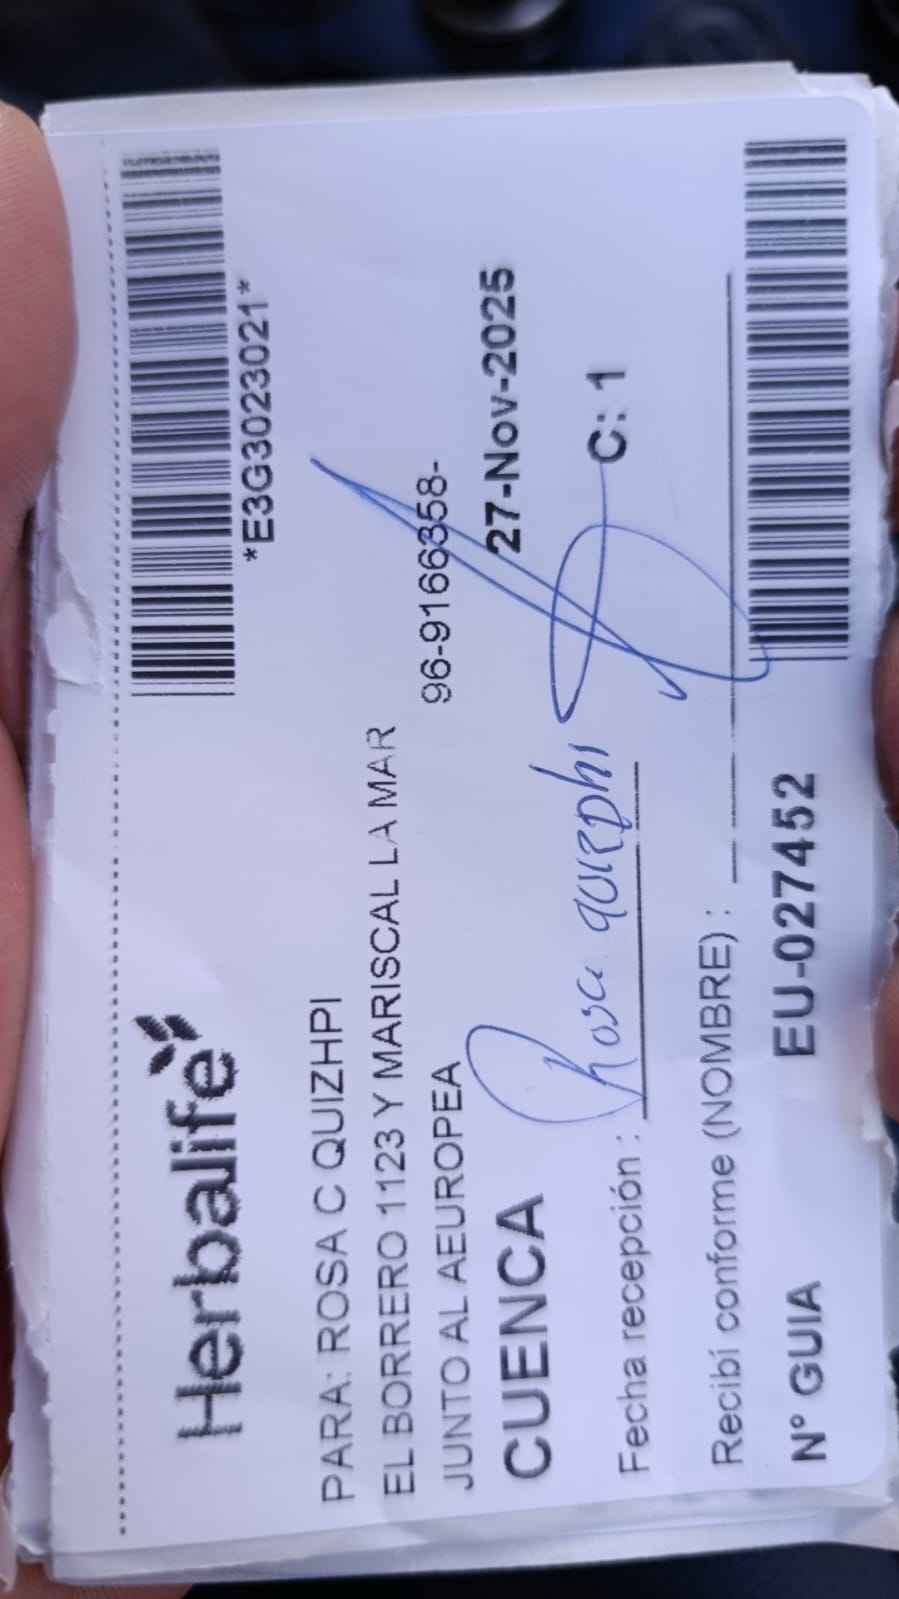 Herbalife
*E3G3023021*
PARA: ROSA C QUIZHPI
EL BORRERO 1123 Y MARISCAL LA MAR
JUNTO AL AEUROPEA 96-9166358-
CUENCA 27-Nov-2025
Rosa quizphi
Fecha recepción : C: 1
Recibí conforme (NOMBRE) :
Nº GUIA EU-027452